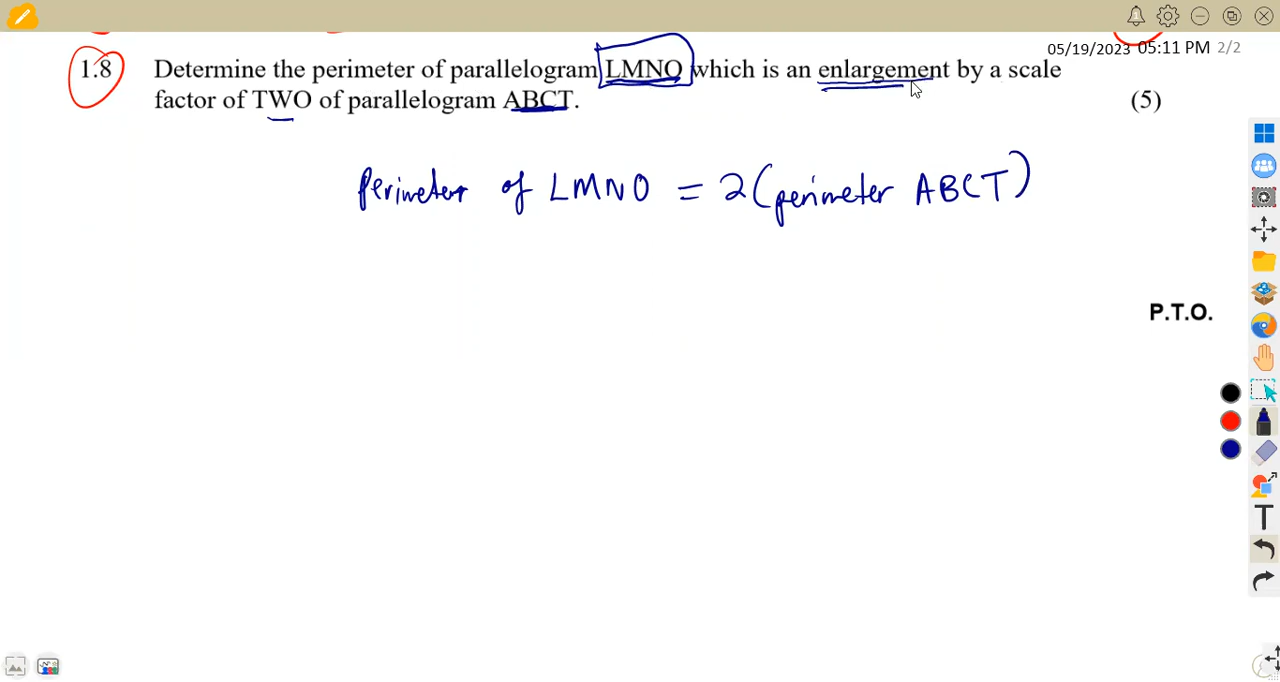 05/19/2023 05:11 PM 2/2
1.8 Determine the perimeter of parallelogram LMNO which is an enlargement by a scale
factor of TWO of parallelogram ABCT. (5)
Perimeter of LMNO = 2(perimeter ABCT)
P.T.O.
T